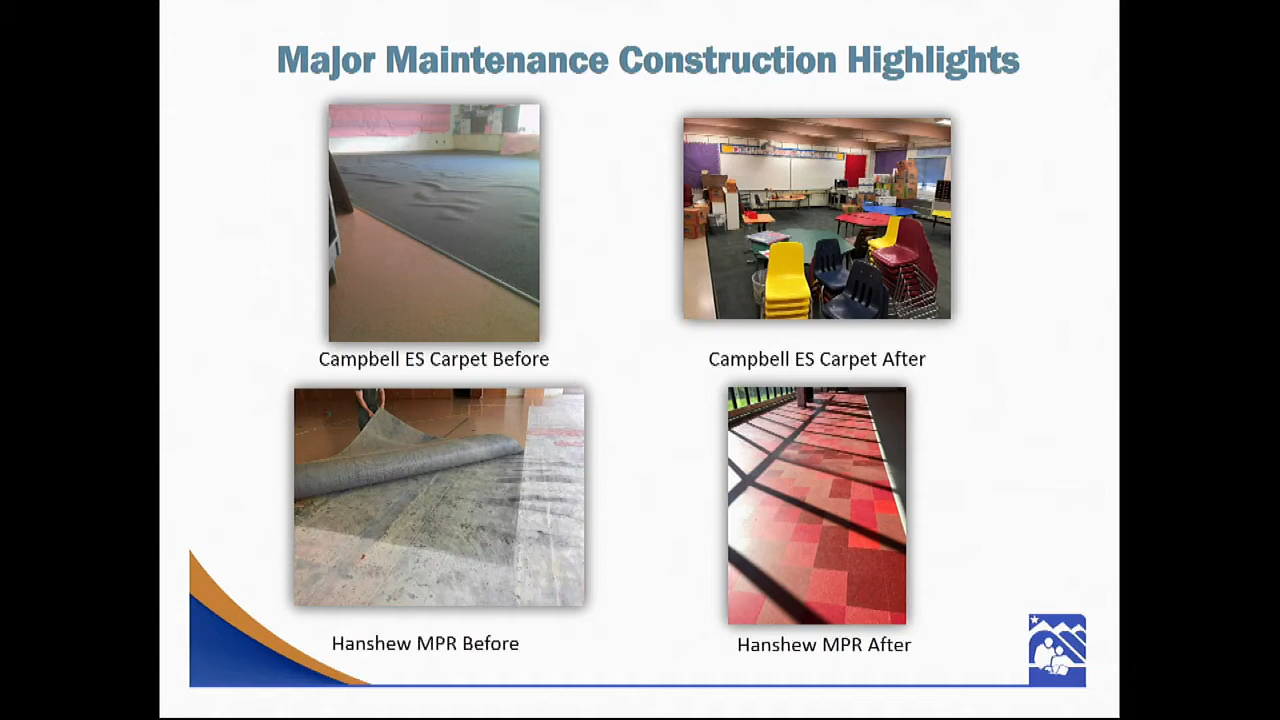 Major Maintenance Construction Highlights
Campbell ES Carpet Before
Campbell ES Carpet After
Hanshew MPR Before
Hanshew MPR After